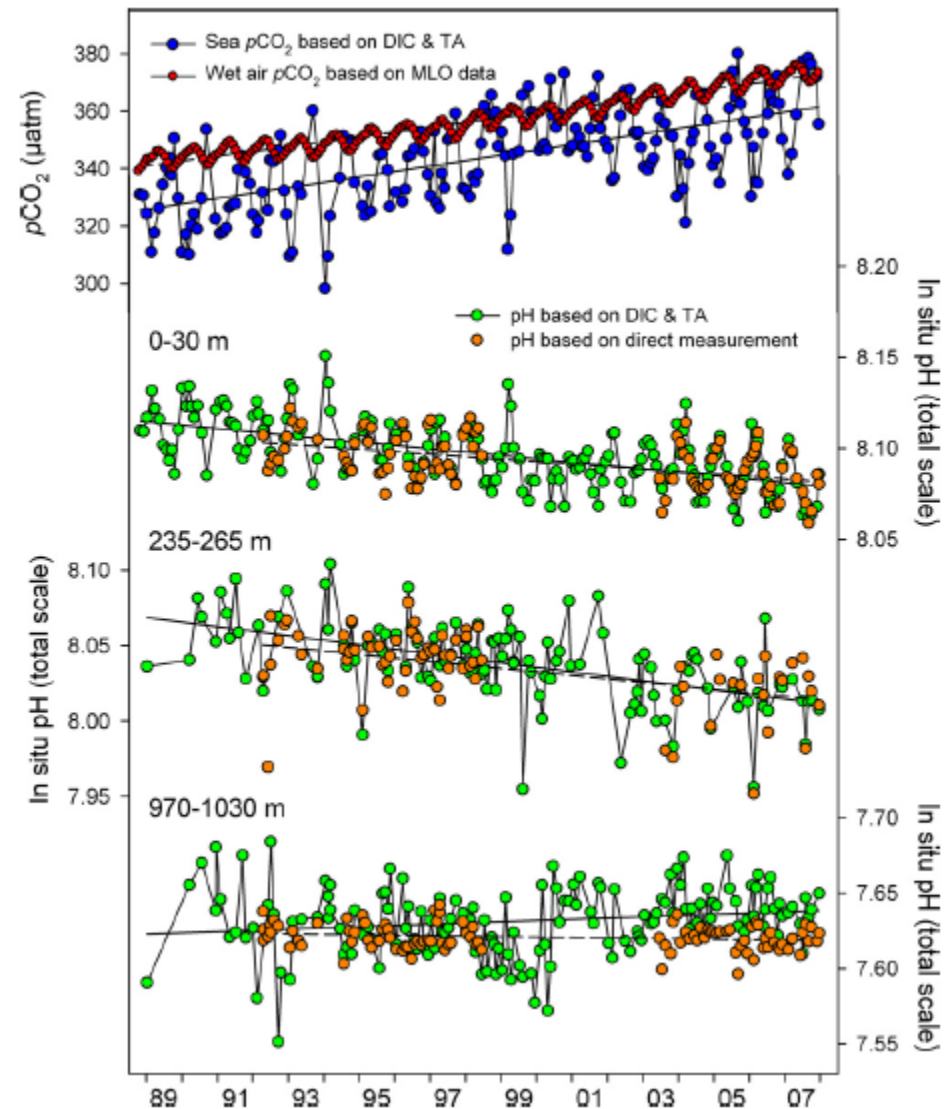 Sea pCO₂ based on DIC & TA
Wet air pCO₂ based on MLO data
380
360
340
320
300
pCO₂ (µatm)
8.20
8.15
8.10
8.05
In situ pH (total scale)
pH based on DIC & TA
pH based on direct measurement
0-30 m
235-265 m
8.10
8.05
8.00
7.95
In situ pH (total scale)
970-1030 m
7.70
7.65
7.60
7.55
In situ pH (total scale)
89 91 93 95 97 99 01 03 05 07